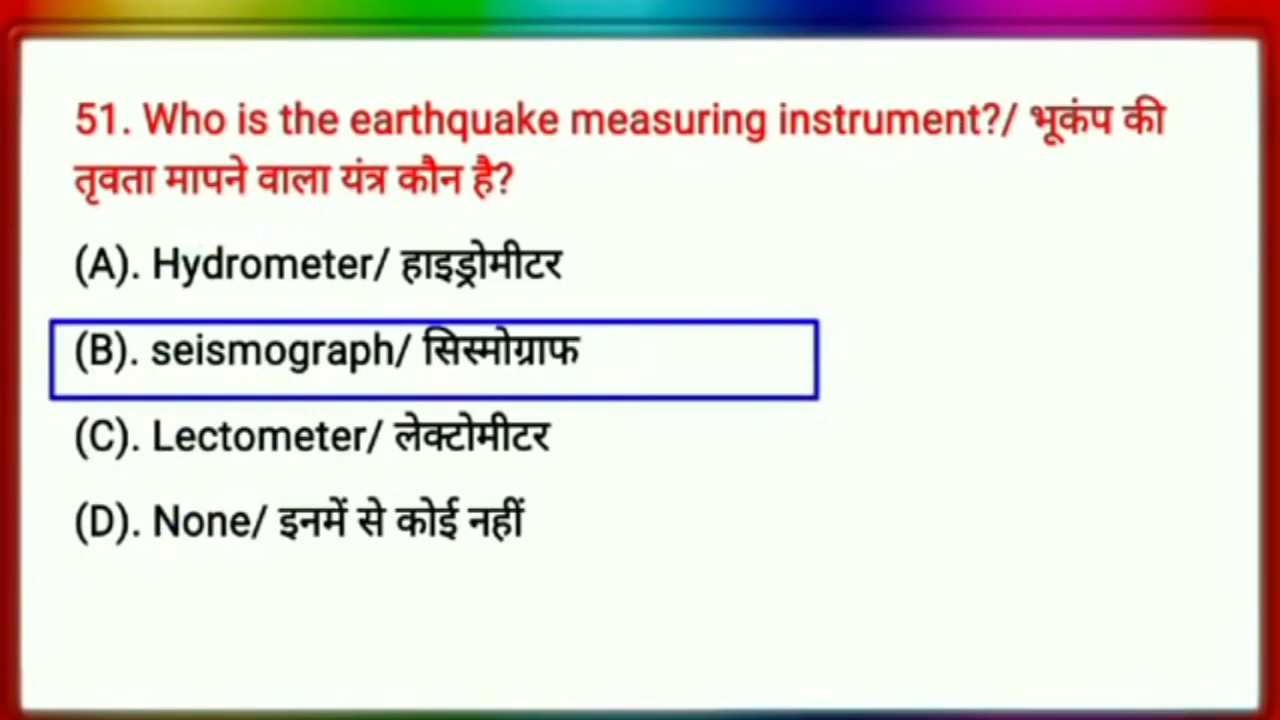 51. Who is the earthquake measuring instrument?/ भूकंप की
तृवता मापने वाला यंत्र कौन है?
(A). Hydrometer/ हाइड्रोमीटर
(B). seismograph/ सिस्मोग्राफ
(C). Lectometer/ लेक्टोमीटर
(D). None/ इनमें से कोई नहीं